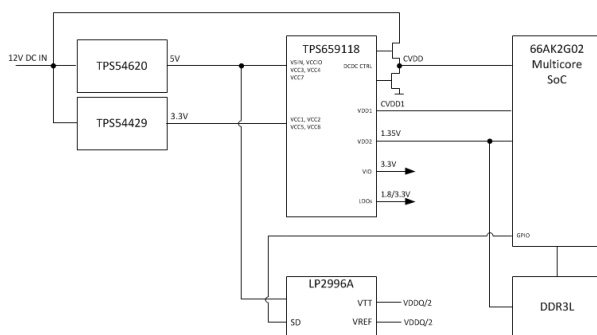 12V DC IN
TPS54620
5V
TPS54429
3.3V
TPS659118
VSIN, VCCIO
VCC3, VCC4
VCC7
VCC1, VCC2
VCC5, VCC6
DCDC CTRL
VDD1
VDD2
VIO
LDOs
CVDD
CVDD1
1.35V
3.3V
1.8/3.3V
66AK2G02
Multicore
SoC
GPIO
LP2996A
SD
VTT
VREF
VDDQ/2
VDDQ/2
DDR3L